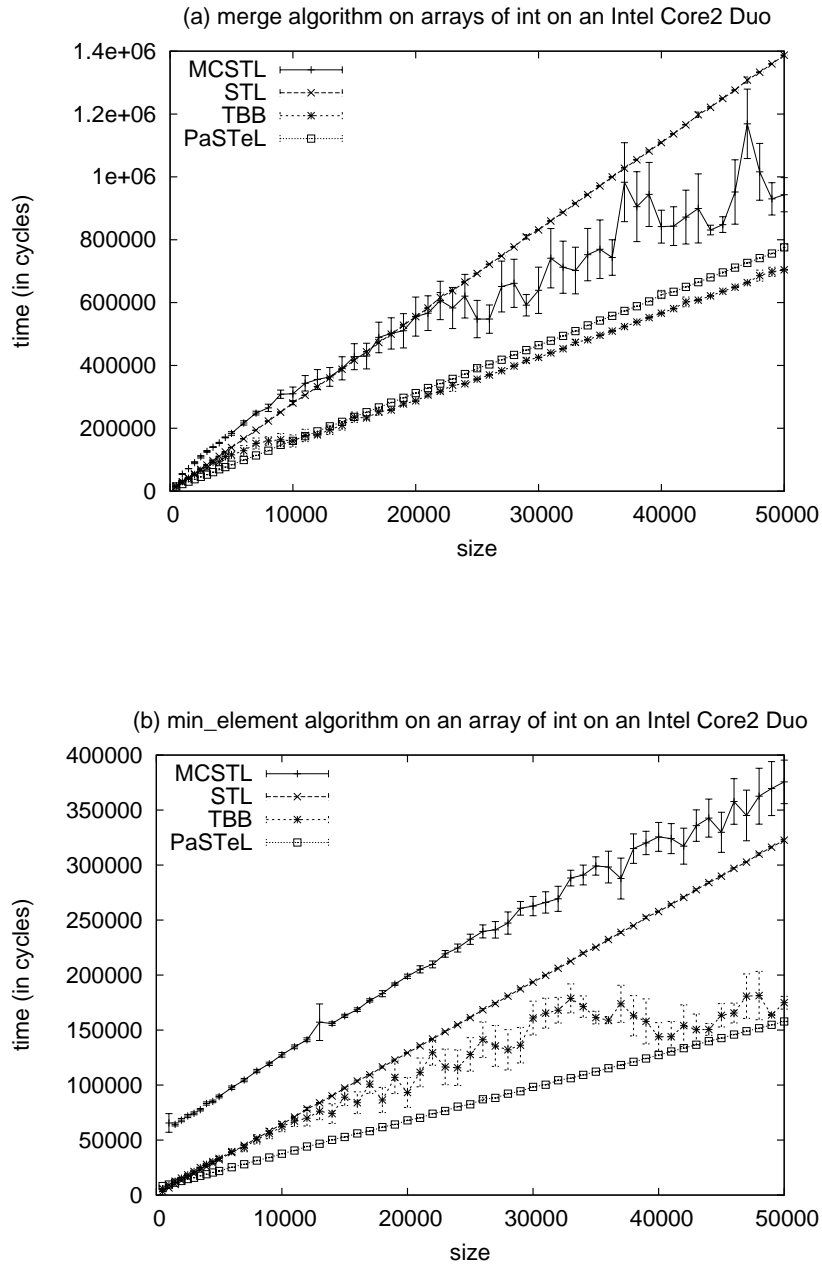 (a) merge algorithm on arrays of int on an Intel Core2 Duo
1.4e+06
1.2e+06
1e+06
800000
600000
400000
200000
0
time (in cycles)
MCSTL
STL
TBB
PaSTeL
0 10000 20000 30000 40000 50000
size
(b) min_element algorithm on an array of int on an Intel Core2 Duo
400000
350000
300000
250000
200000
150000
100000
50000
0
time (in cycles)
MCSTL
STL
TBB
PaSTeL
0 10000 20000 30000 40000 50000
size